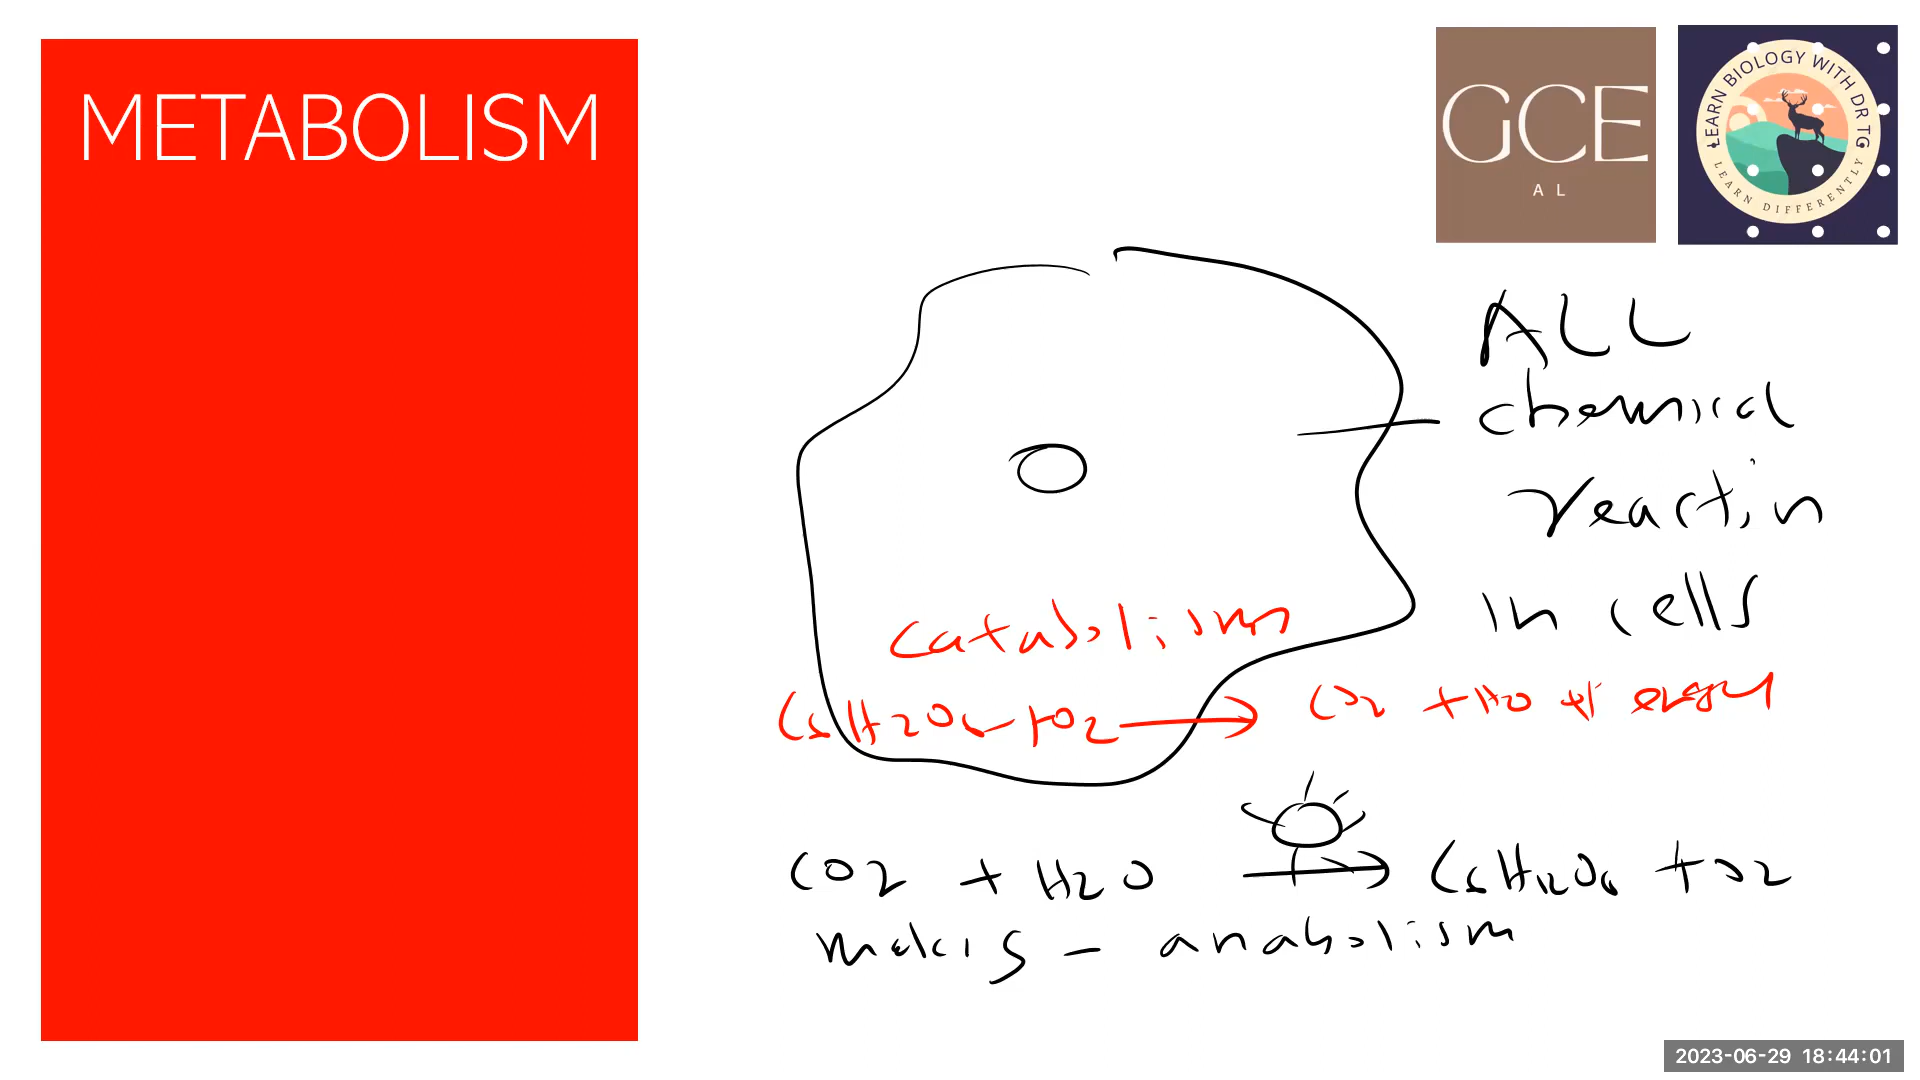 METABOLISM
GCE
AL
LEARN BIOLOGY WITH DR TG
LEARN DIFFERENTLY
ALL
chemical
reaction
in cells
catabolism
C6H12O6 + O2 → CO2 + H2O + energy
CO2 + H2O → C6H12O6 + O2
making - anabolism
2023-06-29 18:44:01